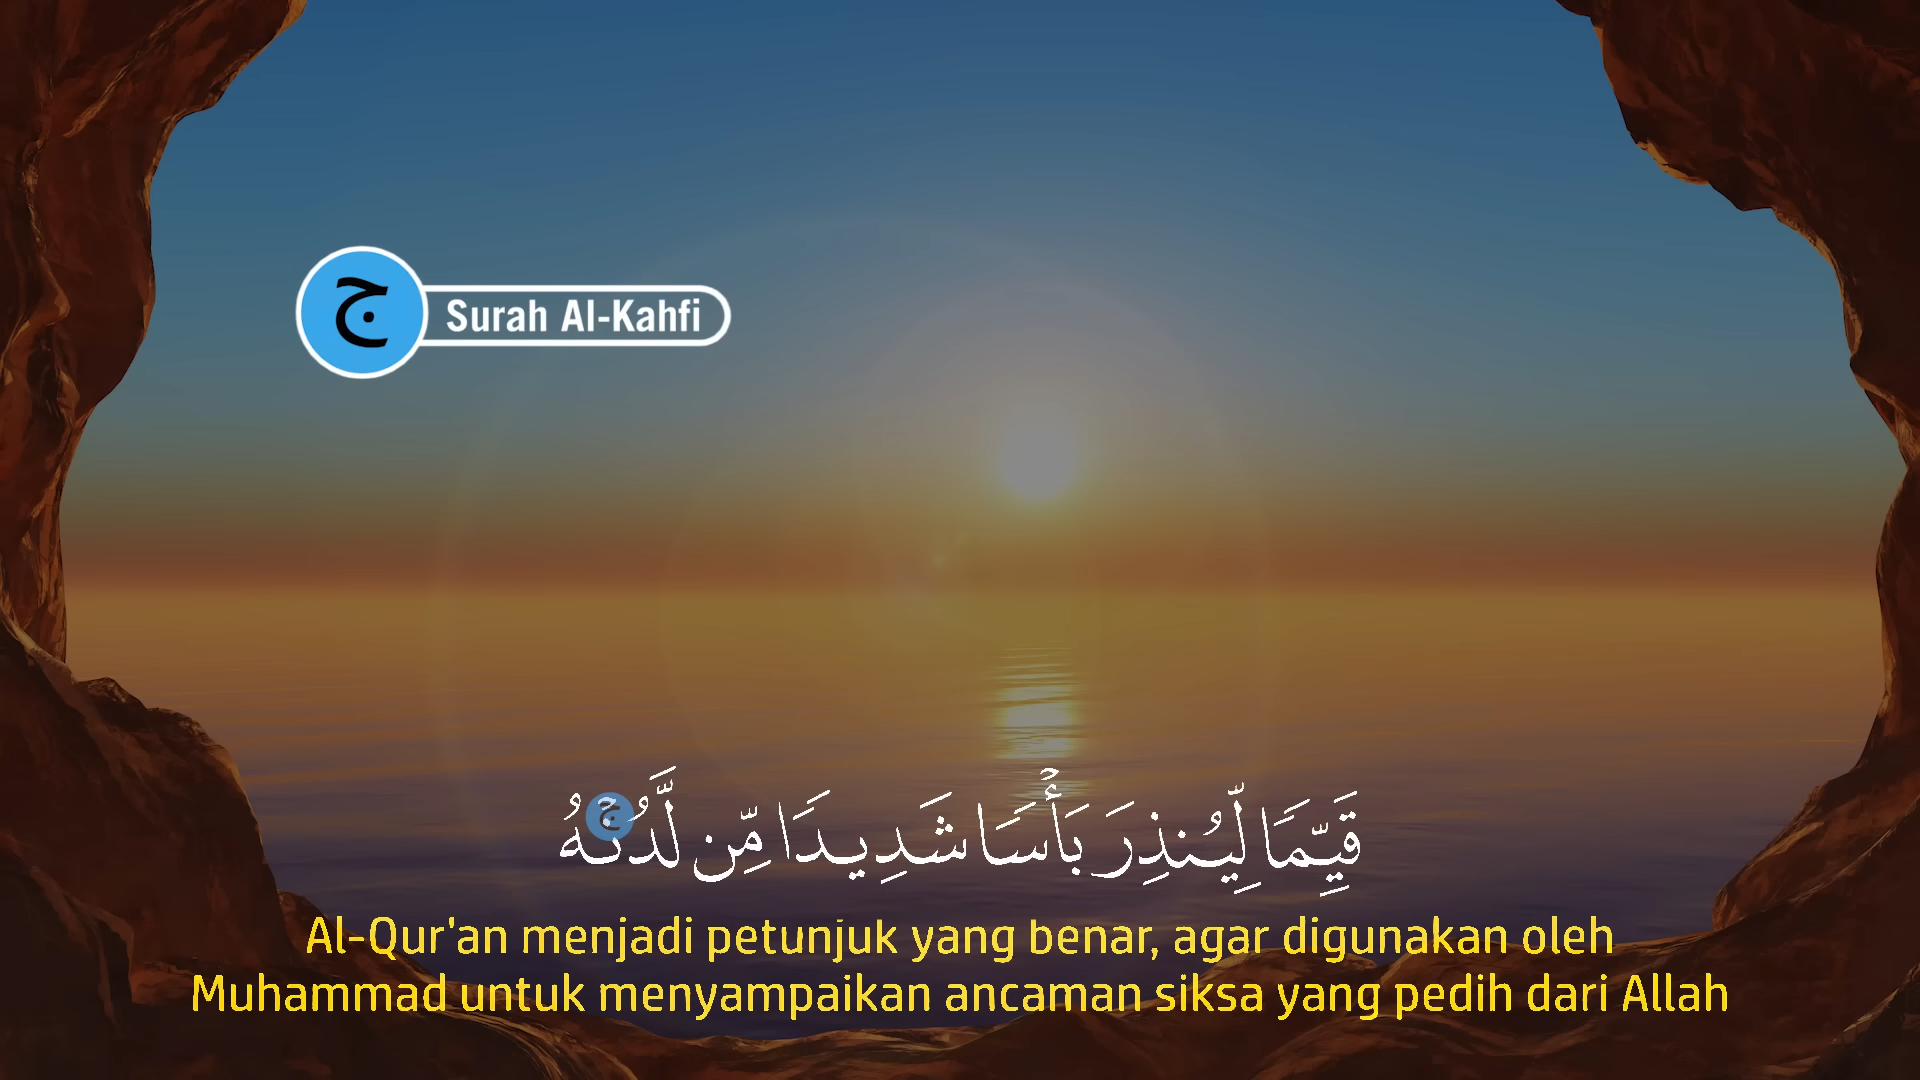 ج
Surah Al-Kahfi
قَيِّمًا لِّيُنذِرَ بَأْسًا شَدِيدًا مِّن لَّدُنْهُ
ج
Al-Qur'an menjadi petunjuk yang benar, agar digunakan oleh
Muhammad untuk menyampaikan ancaman siksa yang pedih dari Allah